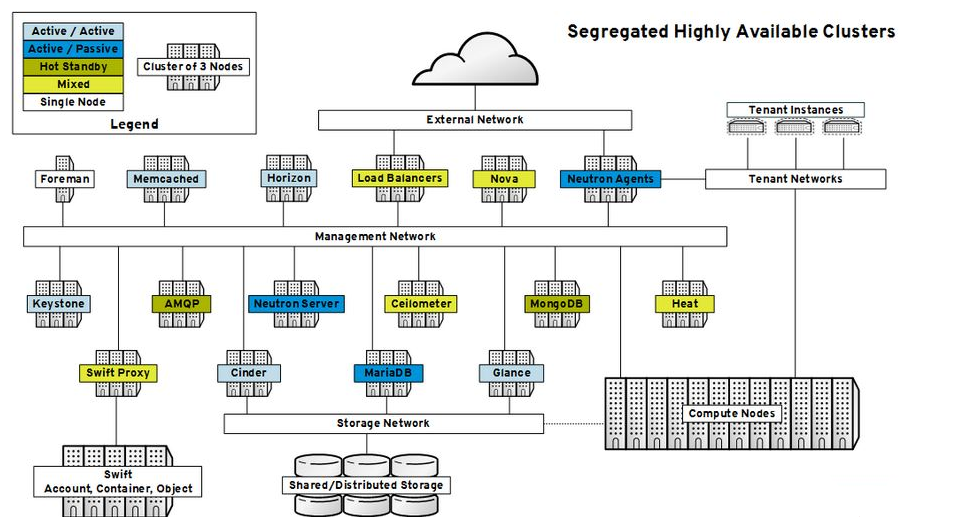 Segregated Highly Available Clusters
Active / Active
Active / Passive
Hot Standby
Mixed
Single Node
Cluster of 3 Nodes
Legend
External Network
Tenant Instances
Foreman
Memcached
Horizon
Load Balancers
Nova
Neutron Agents
Tenant Networks
Management Network
Keystone
AMQP
Neutron Server
Ceilometer
MongoDB
Heat
Swift Proxy
Cinder
MariaDB
Glance
Compute Nodes
Storage Network
Swift
Account, Container, Object
Shared/Distributed Storage